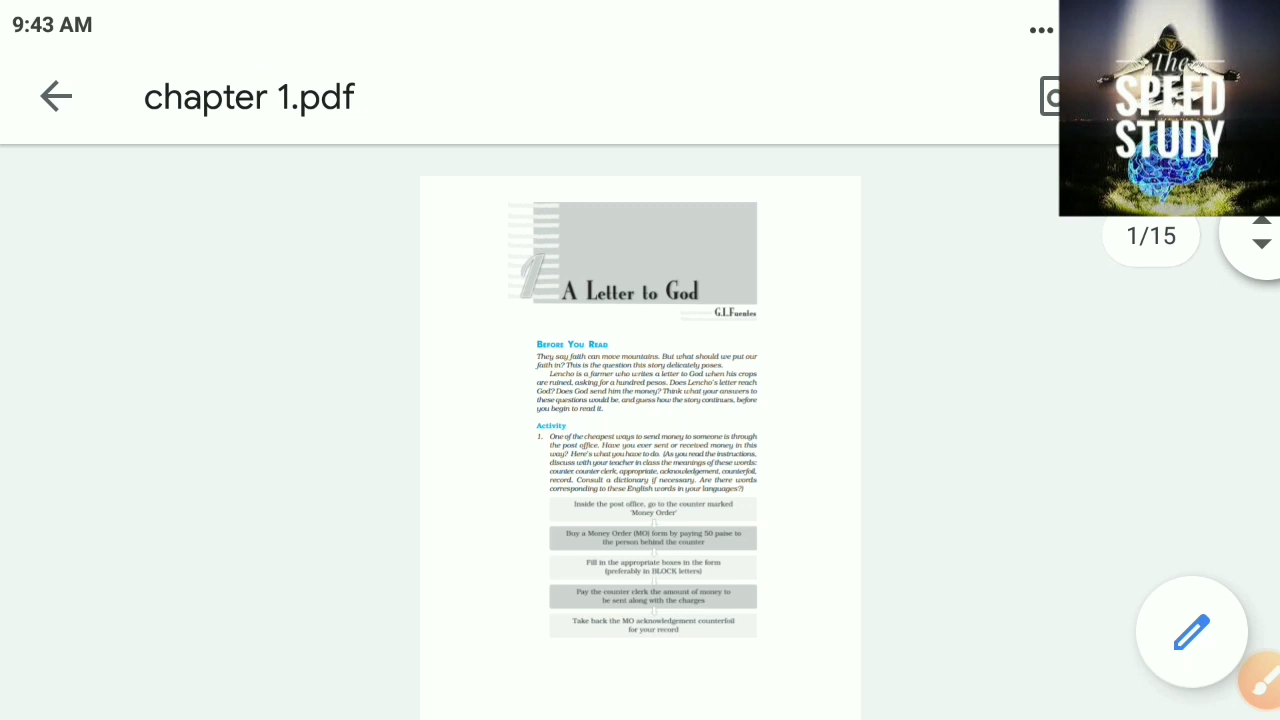 9:43 AM
chapter 1.pdf
The
SPEED
STUDY
1/15
1
A Letter to God
G.L.Fuentes
BEFORE YOU READ
They say faith can move mountains. But what should we put our
faith in? This is the question this story delicately poses.
Lencho is a farmer who writes a letter to God when his crops
are ruined, asking for a hundred pesos. Does Lencho's letter reach
God? Does God send him the money? Think what your answers to
these questions would be, and guess how the story continues, before
you begin to read it.
Activity
1. One of the cheapest ways to send money to someone is through
the post office. Have you ever sent or received money in this
way? Here's what you have to do. (As you read the instructions,
discuss with your teacher in class the meanings of these words:
counter, counter clerk, appropriate, acknowledgement, counterfoil,
record. Consult a dictionary if necessary. Are there words
corresponding to these English words in your languages?)
Inside the post office, go to the counter marked
'Money Order'
Buy a Money Order (MO) form by paying 50 paise to
the person behind the counter
Fill in the appropriate boxes in the form
(preferably in BLOCK letters)
Pay the counter clerk the amount of money to
be sent along with the charges
Take back the MO acknowledgement counterfoil
for your record